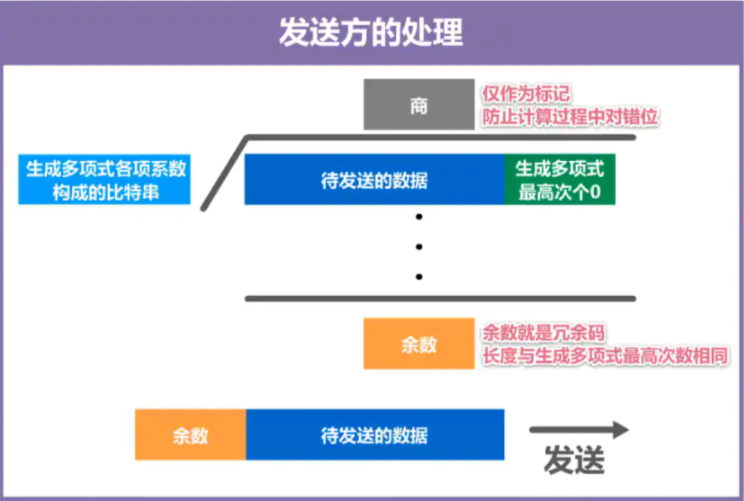 发送方的处理
商
仅作为标记
防止计算过程中对错位
生成多项式各项系数
构成的比特串
待发送的数据
生成多项式
最高次个0
余数
余数就是冗余码
长度与生成多项式最高次数相同
余数
待发送的数据
发送